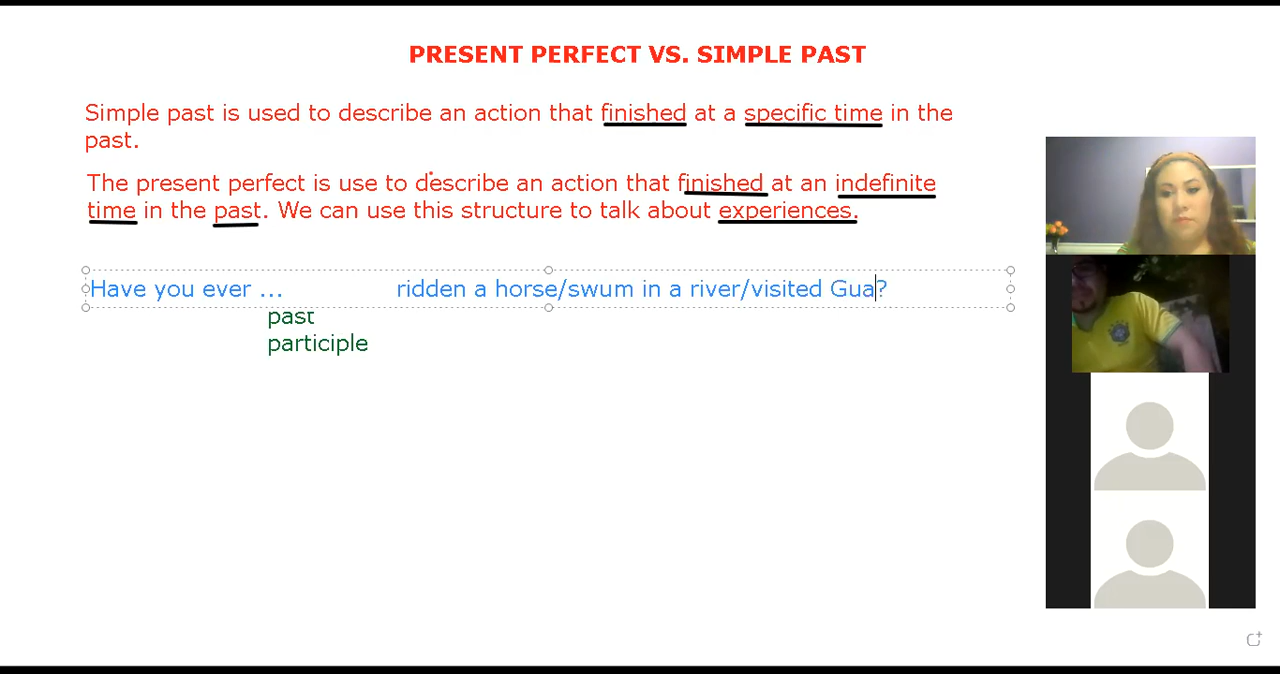 PRESENT PERFECT VS. SIMPLE PAST
Simple past is used to describe an action that finished at a specific time in the
past.
The present perfect is use to describe an action that finished at an indefinite
time in the past. We can use this structure to talk about experiences.
Have you ever ... ridden a horse/swum in a river/visited Gua?
past
participle